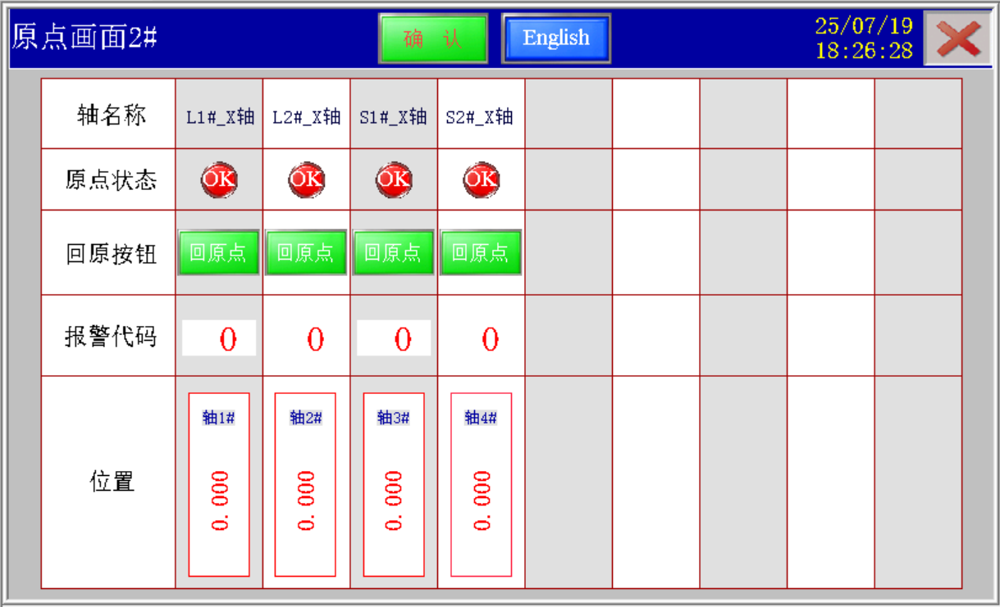 原点画面2#
确 认
English
25/07/19
18:26:28
轴名称 L1#_X轴 L2#_X轴 S1#_X轴 S2#_X轴
原点状态 OK OK OK OK
回原按钮 回原点 回原点 回原点 回原点
报警代码 0 0 0 0
轴1# 轴2# 轴3# 轴4#
位置 0.000 0.000 0.000 0.000